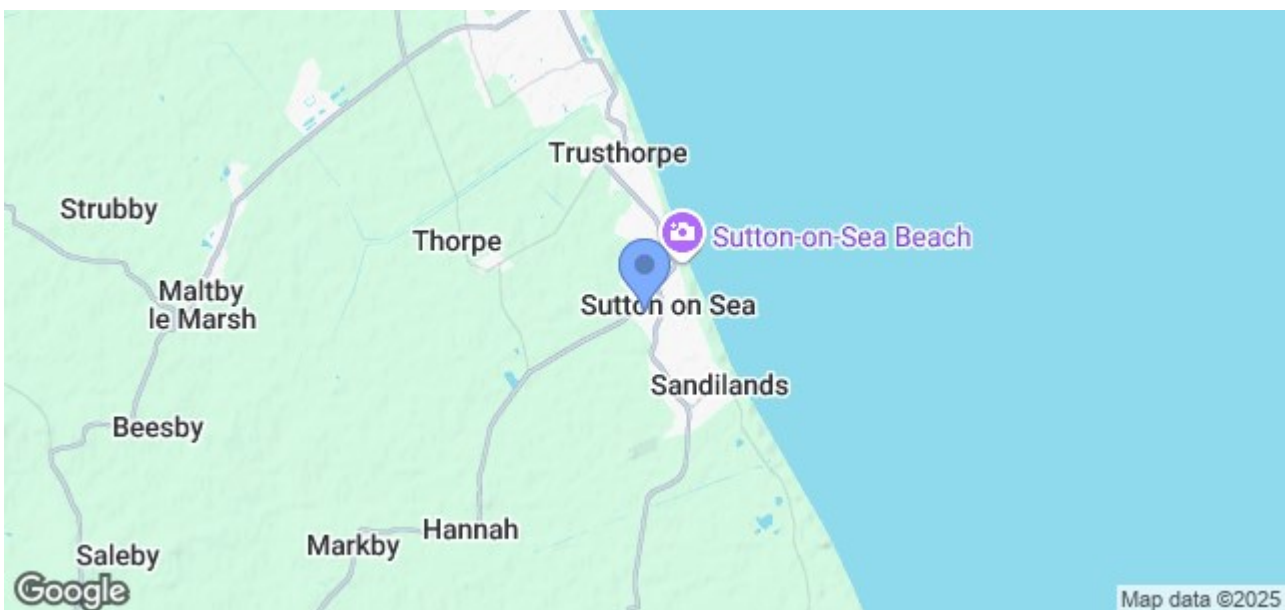 Trusthorpe
Strubby
Thorpe
Sutton-on-Sea Beach
Maltby
le Marsh
Sutton on Sea
Sandilands
Beesby
Hannah
Markby
Saleby
Google
Map data ©2025